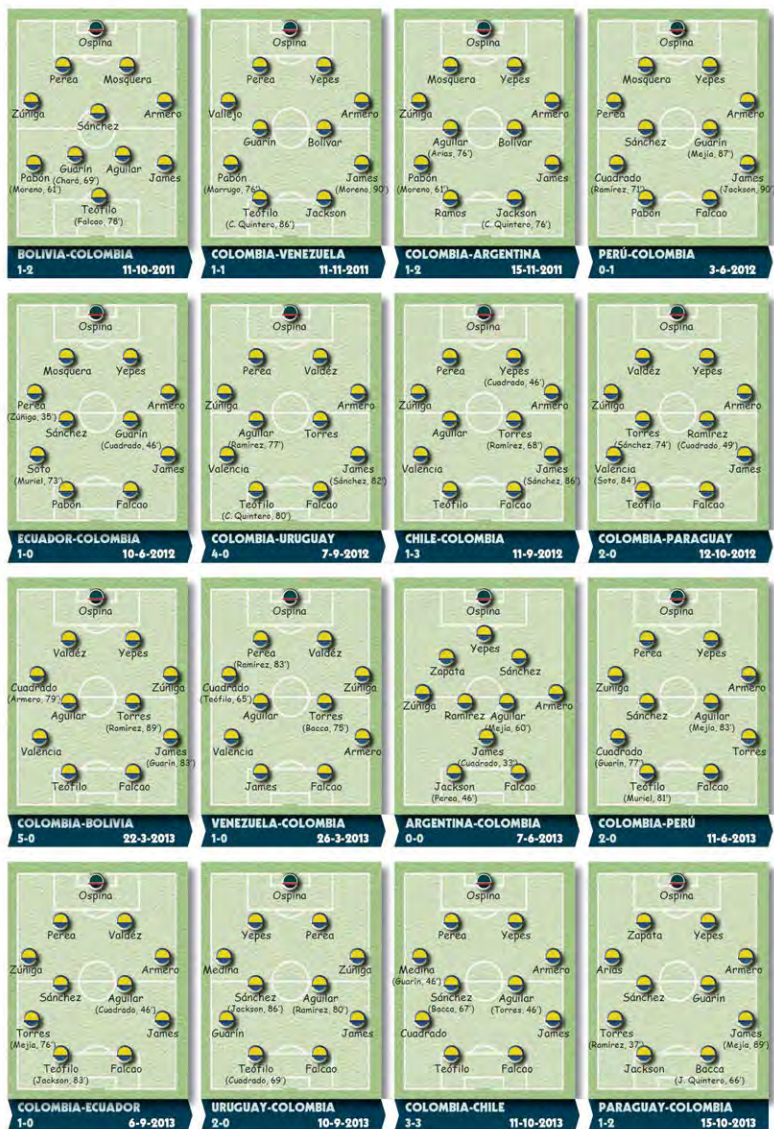 Ospina
Perea Mosquera
Zúñiga Sánchez Armero
Pabón Guarín Aguilar James
(Moreno 61') (Chará, 69')
Teófilo
(Falcao, 78')
BOLIVIA-COLOMBIA
1-2 11-10-2011
Ospina
Perea Yepes
Vallejo Armero
Guarín Bolívar
Pabón James
(Marrugo, 76') (Moreno, 90')
Teófilo Jackson
(C. Quintero, 86')
COLOMBIA-VENEZUELA
1-1 11-11-2011
Ospina
Mosquera Yepes
Zúñiga Armero
Aguilar Bolívar
(Arias, 76')
Pabón James
(Moreno, 61')
Ramos Jackson
(C. Quintero, 76')
COLOMBIA-ARGENTINA
1-2 15-11-2011
Ospina
Mosquera Yepes
Perea Armero
Sánchez Guarín
(Mejía, 87')
Cuadrado James
(Ramírez, 71') (Jackson, 90')
Pabón Falcao
PERÚ-COLOMBIA
0-1 3-6-2012
Ospina
Mosquera Yepes
Perea Armero
(Zúñiga, 35')
Sánchez Guarín
(Cuadrado, 46')
Soto James
(Muriel, 73')
Pabón Falcao
ECUADOR-COLOMBIA
1-0 10-6-2012
Ospina
Perea Valdéz
Zúñiga Armero
Aguilar Torres
(Ramírez, 77')
Valencia James
(Sánchez, 82')
Teófilo Falcao
(C. Quintero, 80')
COLOMBIA-URUGUAY
4-0 7-9-2012
Ospina
Perea Yepes
(Cuadrado, 46')
Zúñiga Armero
Aguilar Torres
(Ramírez, 68')
Valencia James
(Sánchez, 86')
Teófilo Falcao
CHILE-COLOMBIA
1-3 11-9-2012
Ospina
Valdéz Yepes
Zúñiga Armero
Torres Ramírez
(Sánchez, 74') (Cuadrado, 49')
Valencia James
(Soto, 84')
Teófilo Falcao
COLOMBIA-PARAGUAY
2-0 12-10-2012
Ospina
Valdéz Yepes
Cuadrado Zúñiga
(Armero, 79')
Aguilar Torres
(Ramirez, 89')
Valencia James
(Guarín, 83')
Teófilo Falcao
COLOMBIA-BOLIVIA
5-0 22-3-2013
Ospina
Perea Valdéz
(Ramírez, 83')
Cuadrado Zúñiga
(Teófilo, 65')
Aguilar Torres
(Bacca, 75')
Valencia Armero
James Falcao
VENEZUELA-COLOMBIA
1-0 26-3-2013
Ospina
Yepes
Zapata Sánchez
Zúñiga Armero
Ramírez Aguilar
(Mejía, 60')
James
(Cuadrado, 33')
Jackson Falcao
(Perea, 46')
ARGENTINA-COLOMBIA
0-0 7-6-2013
Ospina
Perea Yepes
Zuñiga Armero
Sánchez Aguilar
(Mejía, 83')
Cuadrado Torres
(Guarín, 77')
Teófilo Falcao
(Muriel, 81')
COLOMBIA-PERÚ
2-0 11-6-2013
Ospina
Perea Valdéz
Zúñiga Armero
Sánchez Aguilar
(Cuadrado, 46')
Torres James
(Mejía, 76')
Teófilo Falcao
(Jackson, 83')
COLOMBIA-ECUADOR
1-0 6-9-2013
Ospina
Yepes Perea
Medina Zúñiga
Sánchez Aguilar
(Jackson, 86') (Ramírez, 80')
Guarín James
Teófilo Falcao
(Cuadrado, 69')
URUGUAY-COLOMBIA
2-0 10-9-2013
Ospina
Perea Yepes
Medina Armero
(Guarín, 46')
Sánchez Aguilar
(Bacca, 67') (Torres, 46')
Cuadrado James
Teófilo Falcao
COLOMBIA-CHILE
3-3 11-10-2013
Ospina
Zapata Yepes
Arias Armero
Sánchez Guarín
Torres James
(Ramírez, 37') (Mejía, 89')
Jackson Bacca
(J. Quintero, 66')
PARAGUAY-COLOMBIA
1-2 15-10-2013